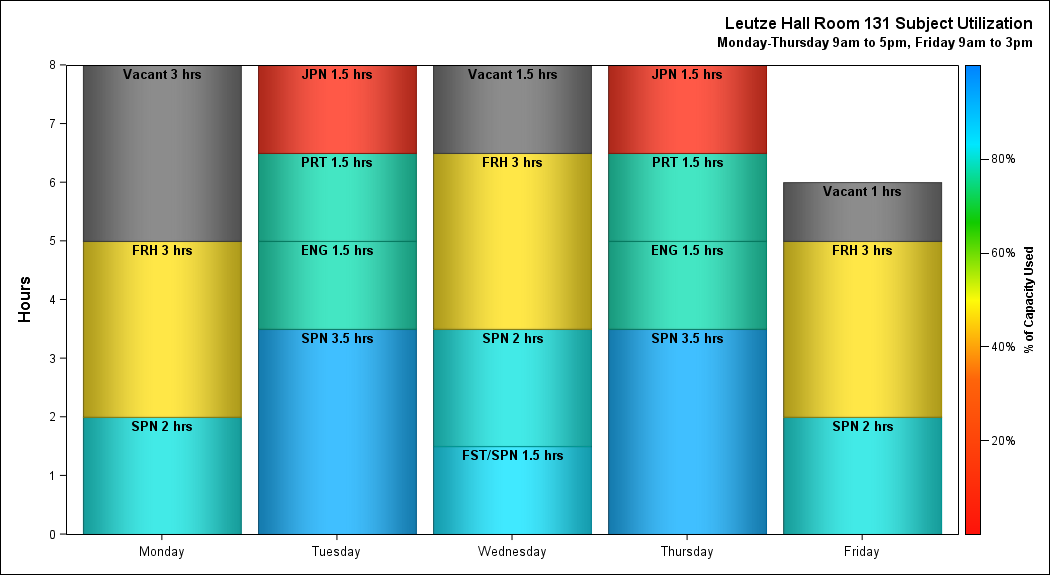 Leutze Hall Room 131 Subject Utilization
Monday-Thursday 9am to 5pm, Friday 9am to 3pm
Hours
8
7
6
5
4
3
2
1
0
Vacant 3 hrs
FRH 3 hrs
SPN 2 hrs
JPN 1.5 hrs
PRT 1.5 hrs
ENG 1.5 hrs
SPN 3.5 hrs
Vacant 1.5 hrs
FRH 3 hrs
SPN 2 hrs
FST/SPN 1.5 hrs
JPN 1.5 hrs
PRT 1.5 hrs
ENG 1.5 hrs
SPN 3.5 hrs
Vacant 1 hrs
FRH 3 hrs
SPN 2 hrs
Monday
Tuesday
Wednesday
Thursday
Friday
80%
60%
40%
20%
% of Capacity Used